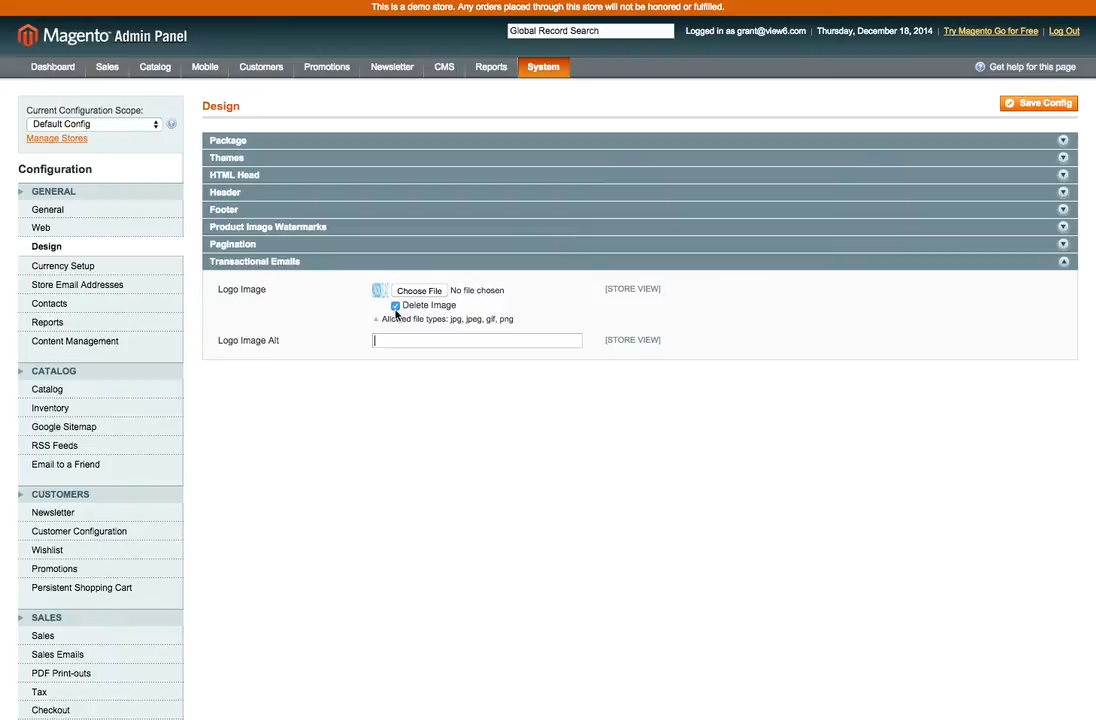 This is a demo store. Any orders placed through this store will not be honored or fulfilled.
Magento Admin Panel
Global Record Search
Logged in as grant@view6.com | Thursday, December 18, 2014 | Try Magento Go for Free | Log Out
Dashboard Sales Catalog Mobile Customers Promotions Newsletter CMS Reports System
Get help for this page
Current Configuration Scope:
Default Config
Manage Stores
Configuration
GENERAL
General
Web
Design
Currency Setup
Store Email Addresses
Contacts
Reports
Content Management
CATALOG
Catalog
Inventory
Google Sitemap
RSS Feeds
Email to a Friend
CUSTOMERS
Newsletter
Customer Configuration
Wishlist
Promotions
Persistent Shopping Cart
SALES
Sales
Sales Emails
PDF Print-outs
Tax
Checkout
Design
Save Config
Package
Themes
HTML Head
Header
Footer
Product Image Watermarks
Pagination
Transactional Emails
Logo Image
Choose File No file chosen
[STORE VIEW]
Delete Image
Allowed file types: jpg, jpeg, gif, png
Logo Image Alt
[STORE VIEW]